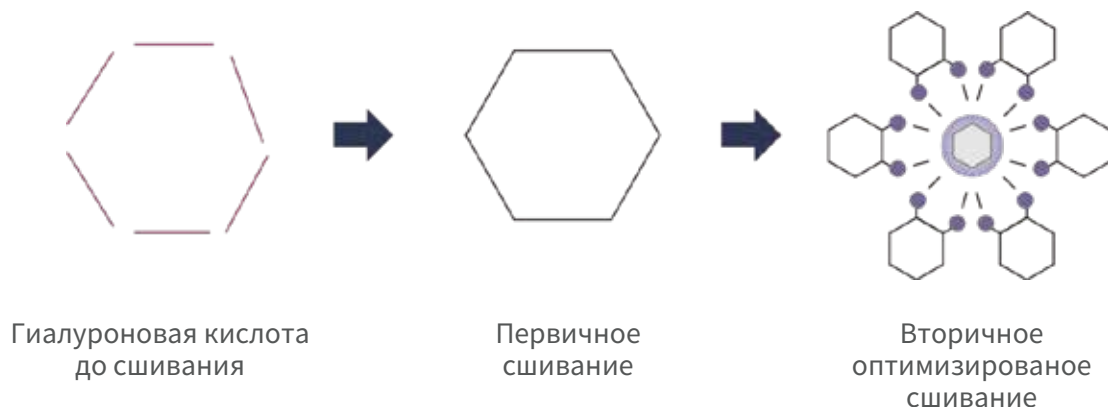 Гиалуроновая кислота
до сшивания
Первичное
сшивание
Вторичное
оптимизированое
сшивание